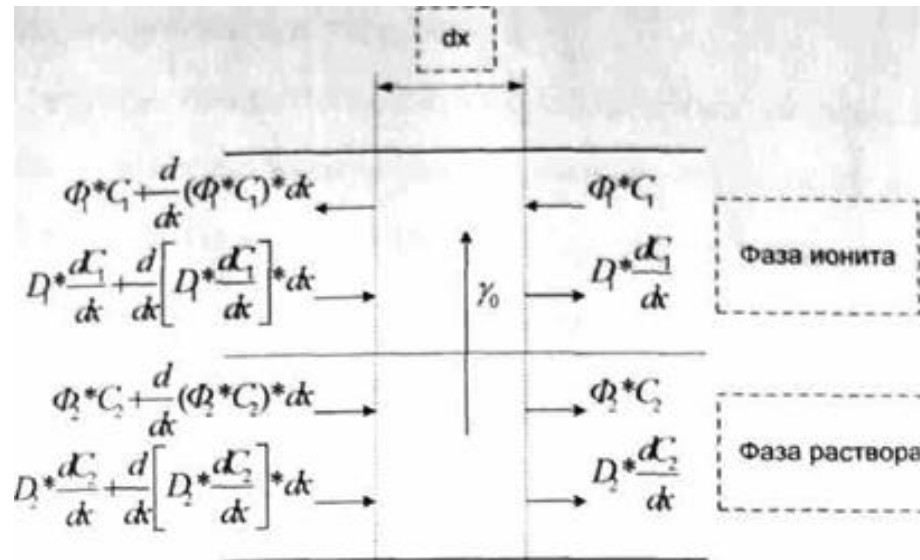 dx
Φ₁*C₁+d/dx(Φ₁*C₁)*dx
Φ₁*C₁
D₁*dC₁/dx+d/dx[D₁*dC₁/dx]*dx
D₁*dC₁/dx
γ₀
Фаза ионита
Φ₂*C₂+d/dx(Φ₂*C₂)*dx
Φ₂*C₂
D₂*dC₂/dx+d/dx[D₂*dC₂/dx]*dx
D₂*dC₂/dx
Фаза раствора